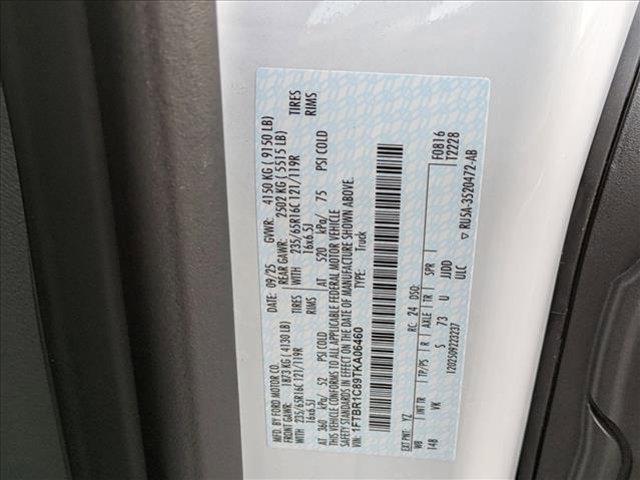 MFD. BY FORD MOTOR CO. 09/25 GVWR: 4150 KG ( 9150 LB)
FRONT GAWR: 1873 KG ( 4130 LB) REAR GAWR: 2502 KG ( 5515 LB)
WITH 235/65R16C 121/119R TIRES WITH 235/65R16C 121/119R TIRES
16x6.5J RIMS 16x6.5J RIMS
AT 360 kPa/ 52 PSI COLD AT 520 kPa/ 75 PSI COLD
THIS VEHICLE CONFORMS TO ALL APPLICABLE FEDERAL MOTOR VEHICLE
SAFETY STANDARDS IN EFFECT ON THE DATE OF MANUFACTURE SHOWN ABOVE.
VIN: 1FTBR1C89TKA06460 TYPE: Truck
F0816
T2228
EXT PNT: YZ RC: 24 DSO:
WB INT TR TP/PS R AXLE TR SPR
148 VK S 73 U JJDD
ULC
1202509223237 ▽ RU5A-3520472-AB